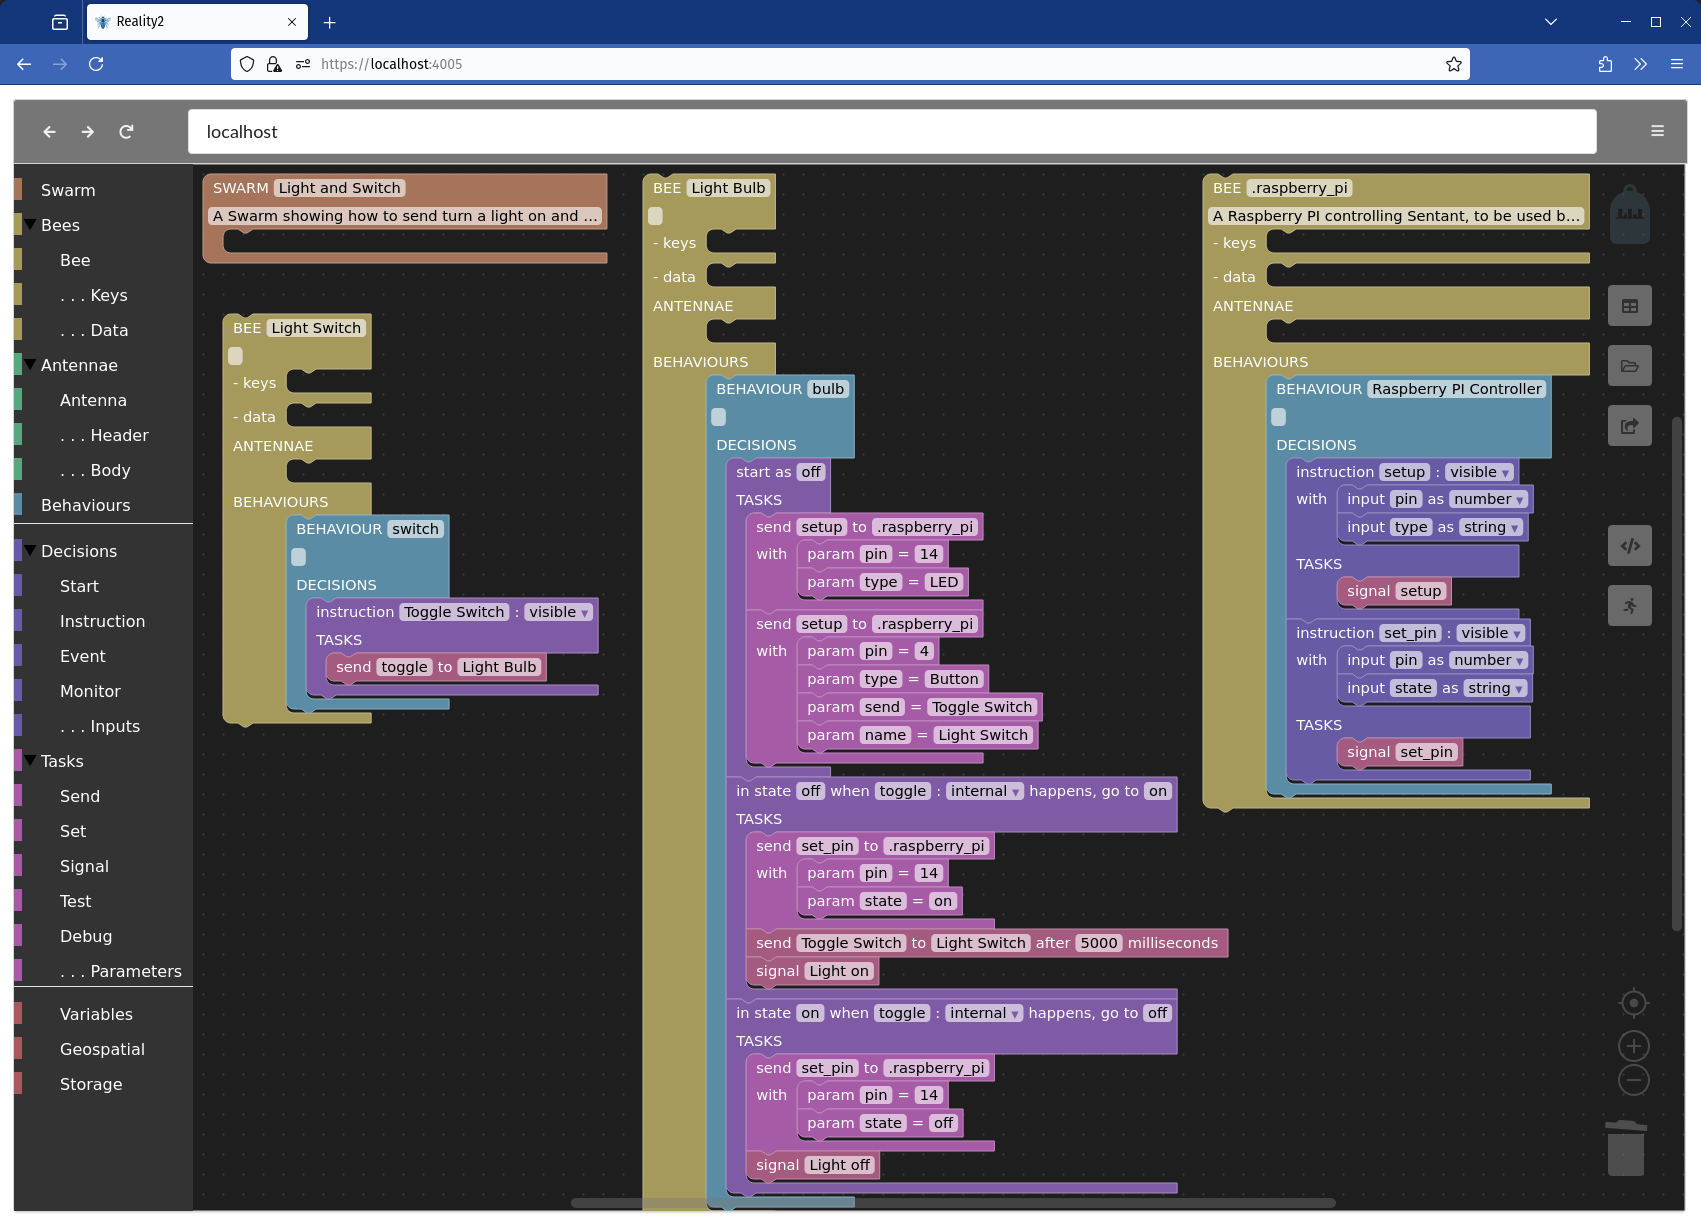 Reality2
https://localhost:4005
localhost
Swarm
Bees
Bee
. . . Keys
. . . Data
Antennae
Antenna
. . . Header
. . . Body
Behaviours
Decisions
Start
Instruction
Event
Monitor
. . . Inputs
Tasks
Send
Set
Signal
Test
Debug
. . . Parameters
Variables
Geospatial
Storage
SWARM Light and Switch
A Swarm showing how to send turn a light on and ...
BEE Light Switch
- keys
- data
ANTENNAE
BEHAVIOURS
BEHAVIOUR switch
DECISIONS
instruction Toggle Switch : visible ▾
TASKS
send toggle to Light Bulb
BEE Light Bulb
- keys
- data
ANTENNAE
BEHAVIOURS
BEHAVIOUR bulb
DECISIONS
start as off
TASKS
send setup to .raspberry_pi
with param pin = 14
param type = LED
send setup to .raspberry_pi
with param pin = 4
param type = Button
param send = Toggle Switch
param name = Light Switch
in state off when toggle : internal ▾ happens, go to on
TASKS
send set_pin to .raspberry_pi
with param pin = 14
param state = on
send Toggle Switch to Light Switch after 5000 milliseconds
signal Light on
in state on when toggle : internal ▾ happens, go to off
TASKS
send set_pin to .raspberry_pi
with param pin = 14
param state = off
signal Light off
BEE .raspberry_pi
A Raspberry PI controlling Sentant, to be used b...
- keys
- data
ANTENNAE
BEHAVIOURS
BEHAVIOUR Raspberry PI Controller
DECISIONS
instruction setup : visible ▾
with input pin as number ▾
input type as string ▾
TASKS
signal setup
instruction set_pin : visible ▾
with input pin as number ▾
input state as string ▾
TASKS
signal set_pin